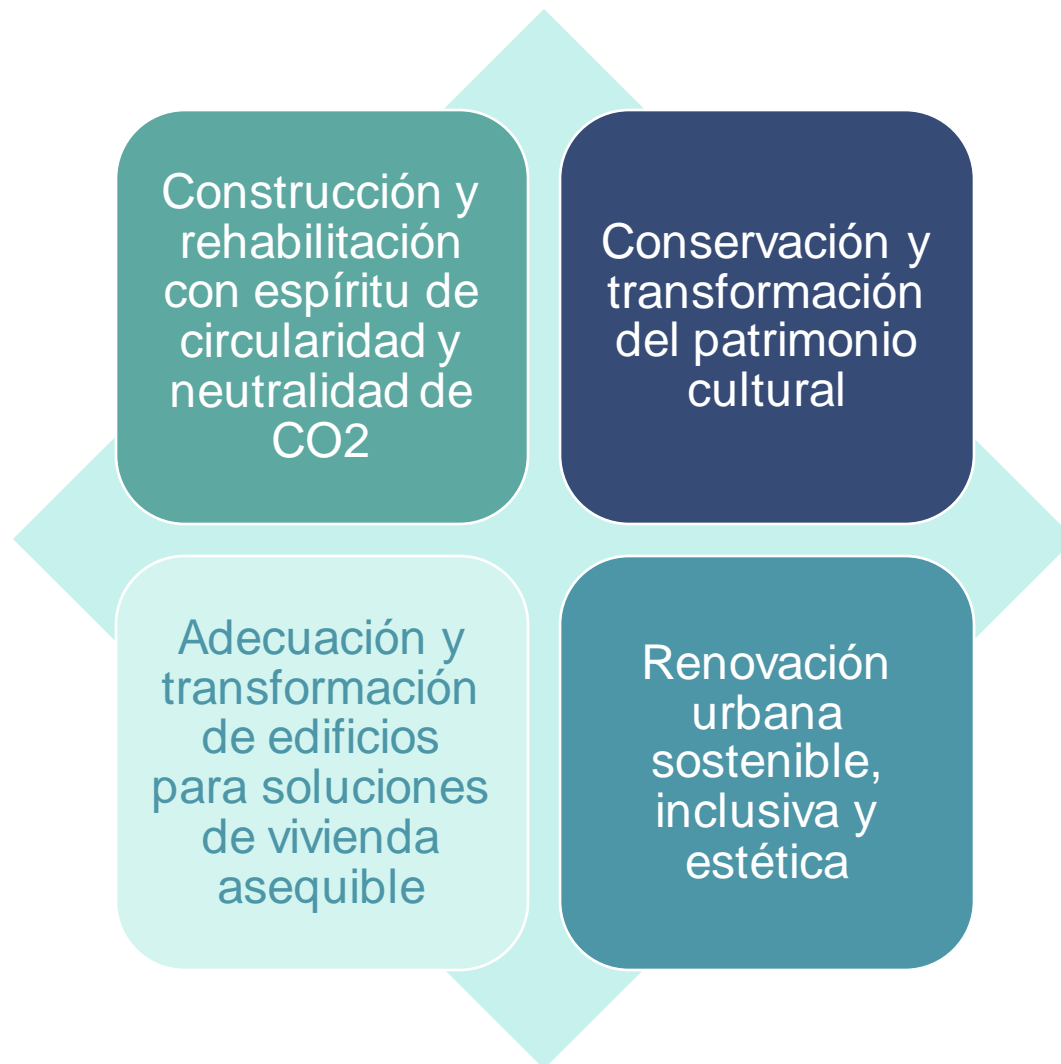 Construcción y
rehabilitación
con espíritu de
circularidad y
neutralidad de
CO2
Conservación y
transformación
del patrimonio
cultural
Adecuación y
transformación
de edificios
para soluciones
de vivienda
asequible
Renovación
urbana
sostenible,
inclusiva y
estética